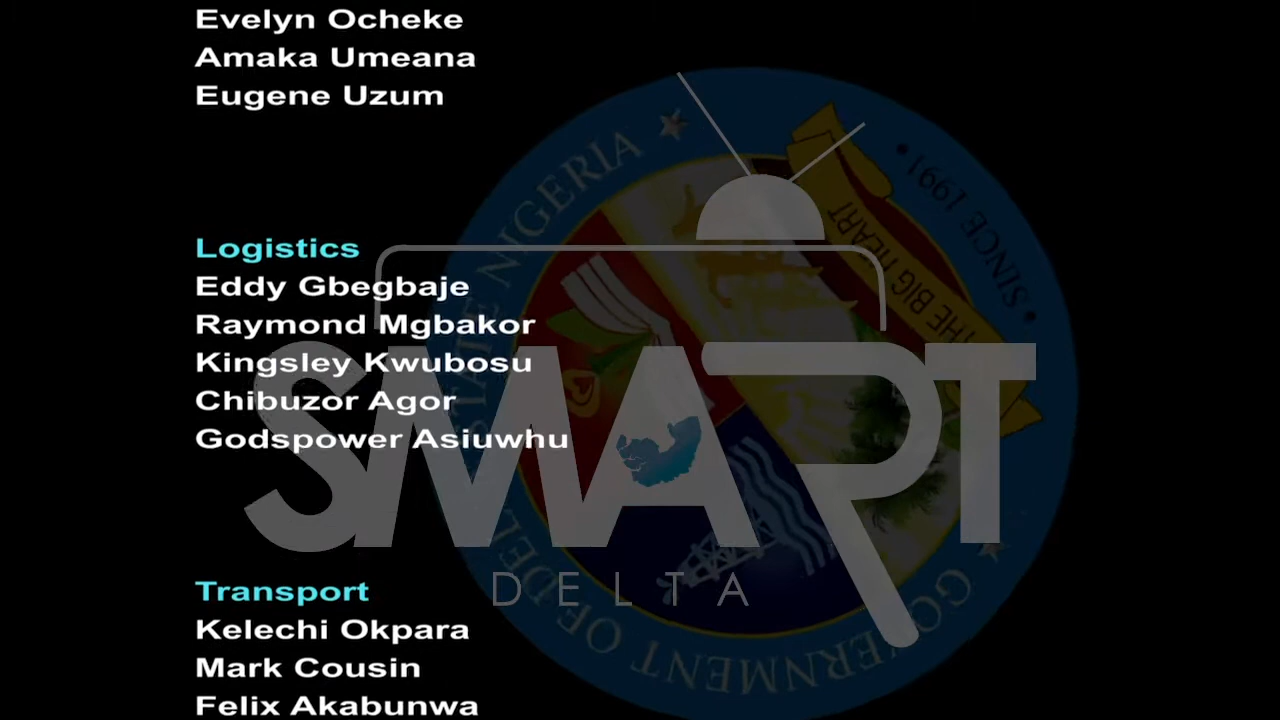 Evelyn Ocheke
Amaka Umeana
Eugene Uzum
Logistics
Eddy Gbegbaje
Raymond Mgbakor
Kingsley Kwubosu
Chibuzor Agor
Godspower Asiuwhu
Transport
Kelechi Okpara
Mark Cousin
Felix Akabunwa
SMART
DELTA
GOVERNMENT OF DELTA STATE NIGERIA
• SINCE 1991 •
THE BIG HEART